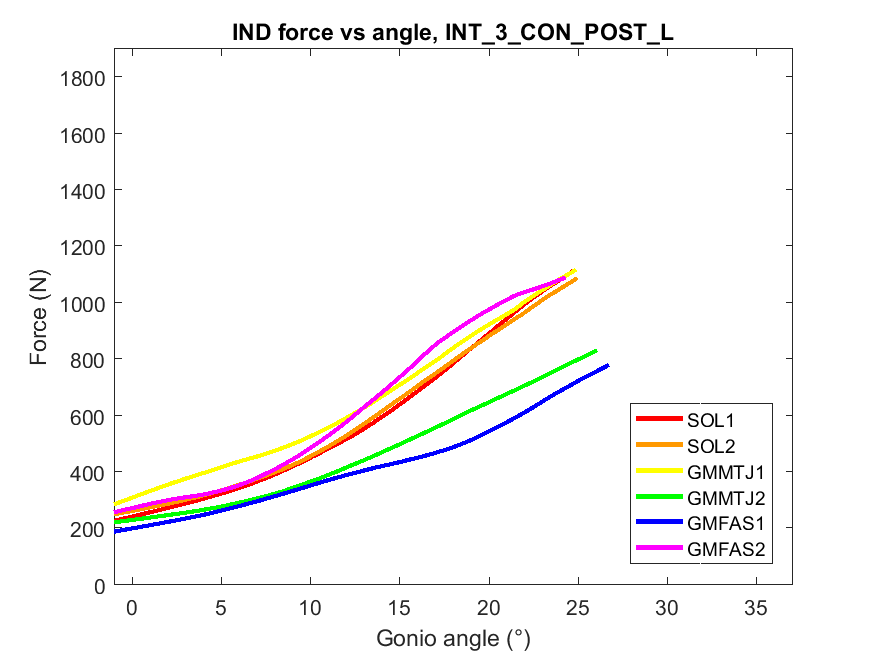 IND force vs angle, INT_3_CON_POST_L
1800
1600
1400
1200
1000
800
600
400
200
0
Force (N)
0 5 10 15 20 25 30 35
Gonio angle (°)
SOL1
SOL2
GMMTJ1
GMMTJ2
GMFAS1
GMFAS2